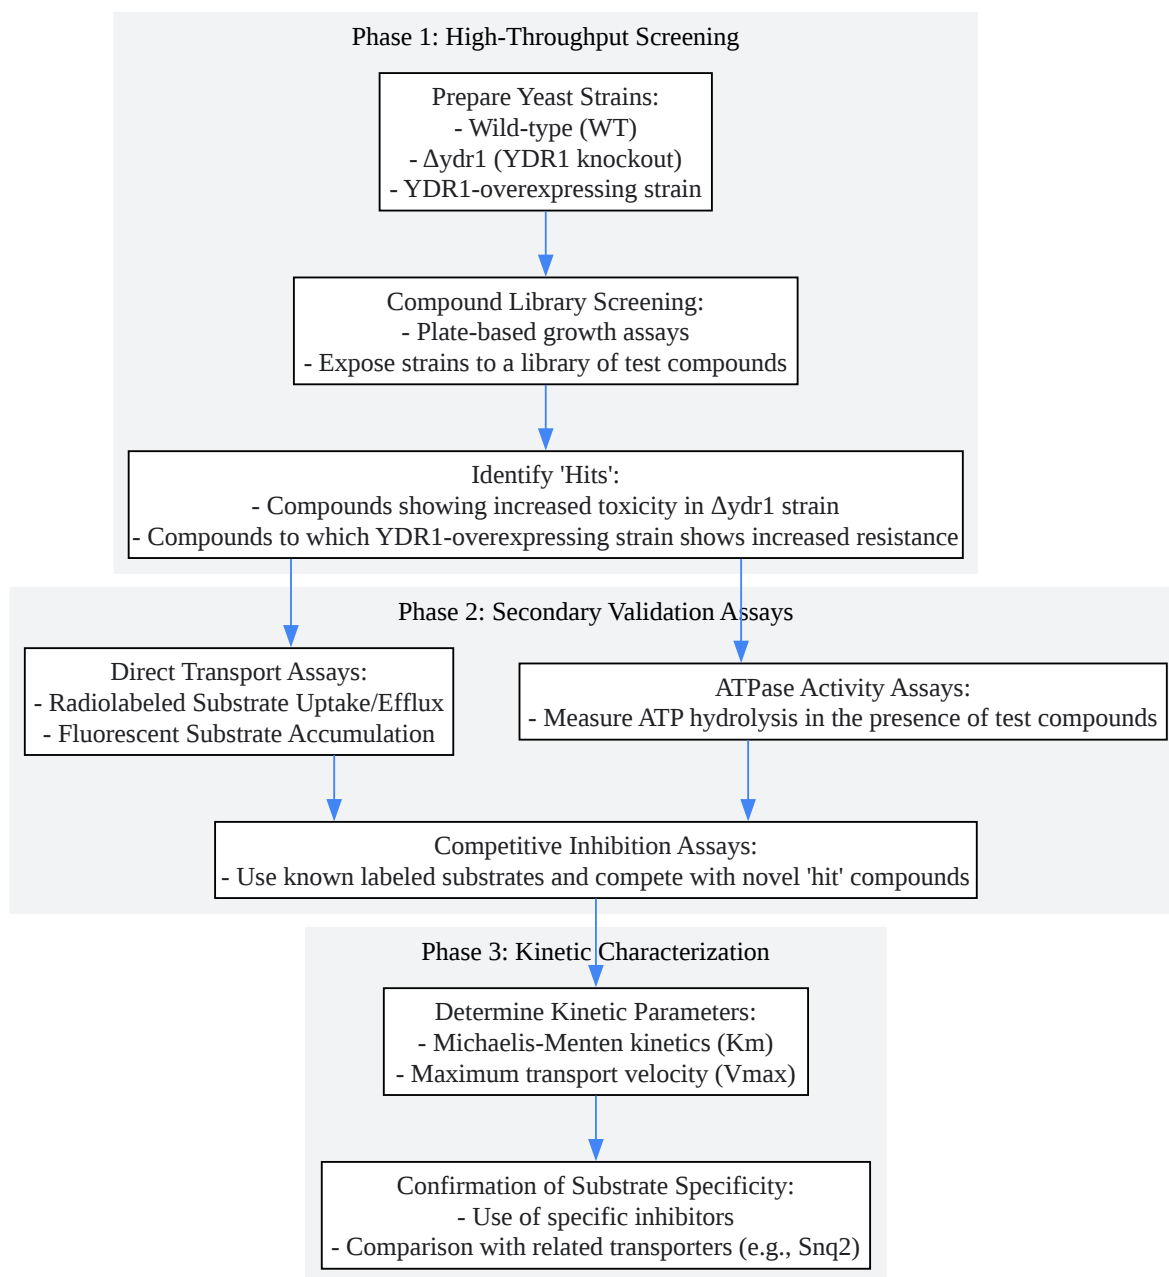 Phase 1: High-Throughput Screening
Prepare Yeast Strains:
- Wild-type (WT)
- Δydr1 (YDR1 knockout)
- YDR1-overexpressing strain
Compound Library Screening:
- Plate-based growth assays
- Expose strains to a library of test compounds
Identify 'Hits':
- Compounds showing increased toxicity in Δydr1 strain
- Compounds to which YDR1-overexpressing strain shows increased resistance
Phase 2: Secondary Validation Assays
Direct Transport Assays:
- Radiolabeled Substrate Uptake/Efflux
- Fluorescent Substrate Accumulation
ATPase Activity Assays:
- Measure ATP hydrolysis in the presence of test compounds
Competitive Inhibition Assays:
- Use known labeled substrates and compete with novel 'hit' compounds
Phase 3: Kinetic Characterization
Determine Kinetic Parameters:
- Michaelis-Menten kinetics (Km)
- Maximum transport velocity (Vmax)
Confirmation of Substrate Specificity:
- Use of specific inhibitors
- Comparison with related transporters (e.g., Snq2)